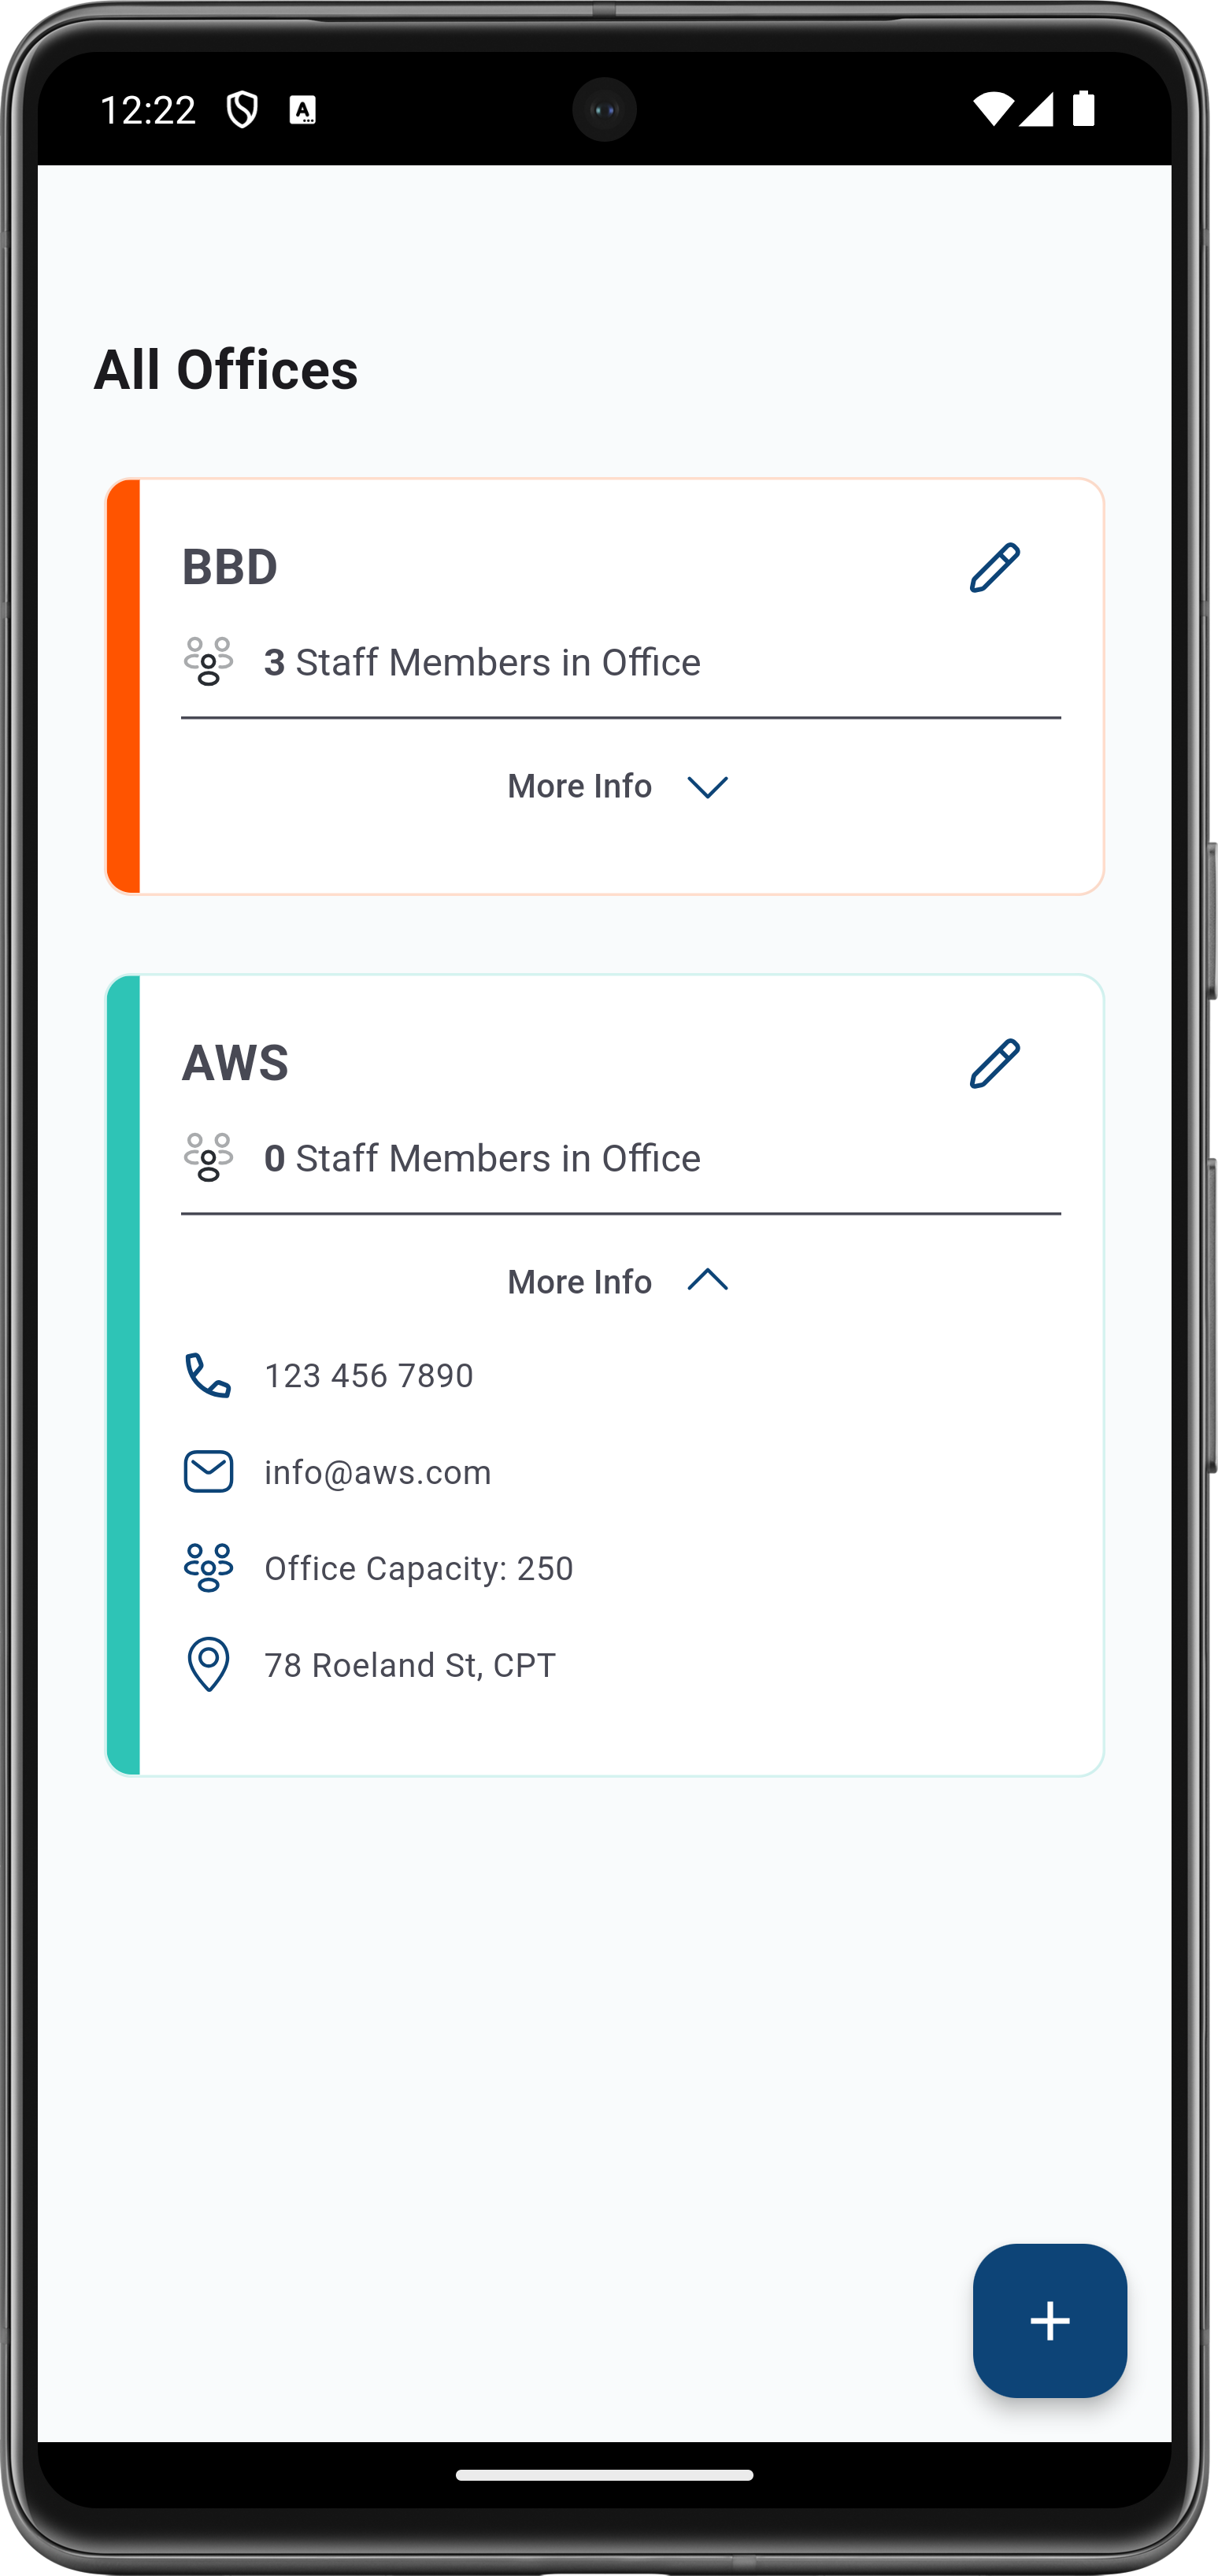 12:22
All Offices
BBD
3 Staff Members in Office
More Info
AWS
0 Staff Members in Office
More Info
123 456 7890
info@aws.com
Office Capacity: 250
78 Roeland St, CPT